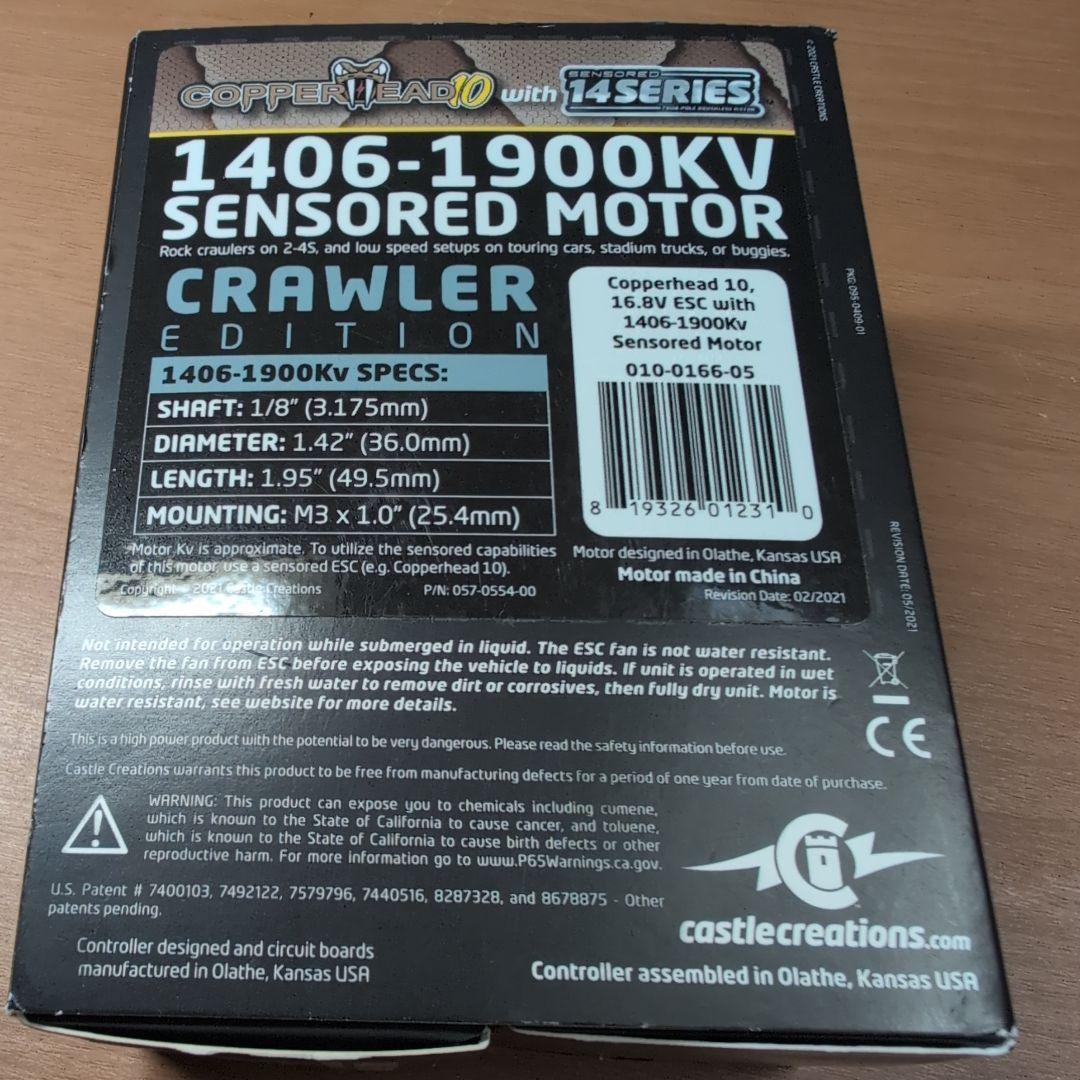 COPPERHEAD10 with SENSORED 14SERIES
© 2021 CASTLE CREATIONS
1406-1900KV
SENSORED MOTOR
Rock crawlers on 2-4S, and low speed setups on touring cars, stadium trucks, or buggies.
CRAWLER
EDITION
1406-1900Kv SPECS:
SHAFT: 1/8" (3.175mm)
DIAMETER: 1.42" (36.0mm)
LENGTH: 1.95" (49.5mm)
MOUNTING: M3 x 1.0" (25.4mm)
Copperhead 10,
16.8V ESC with
1406-1900Kv
Sensored Motor
010-0166-05
8 19326 01231 0
PKG 095-0409-01
REVISION DATE: 05/2021
Motor Kv is approximate. To utilize the sensored capabilities
of this motor, use a sensored ESC (e.g. Copperhead 10).
Copyright 2021 Castle Creations P/N: 057-0554-00
Motor designed in Olathe, Kansas USA
Motor made in China
Revision Date: 02/2021
Not intended for operation while submerged in liquid. The ESC fan is not water resistant.
Remove the fan from ESC before exposing the vehicle to liquids. If unit is operated in wet
conditions, rinse with fresh water to remove dirt or corrosives, then fully dry unit. Motor is
water resistant, see website for more details.
This is a high power product with the potential to be very dangerous. Please read the safety information before use.
CE
Castle Creations warrants this product to be free from manufacturing defects for a period of one year from date of purchase.
WARNING: This product can expose you to chemicals including cumene,
which is known to the State of California to cause cancer, and toluene,
which is known to the State of California to cause birth defects or other
reproductive harm. For more information go to www.P65Warnings.ca.gov.
U.S. Patent # 7400103, 7492122, 7579796, 7440516, 8287328, and 8678875 - Other
patents pending.
castlecreations.com
Controller designed and circuit boards
manufactured in Olathe, Kansas USA
Controller assembled in Olathe, Kansas USA